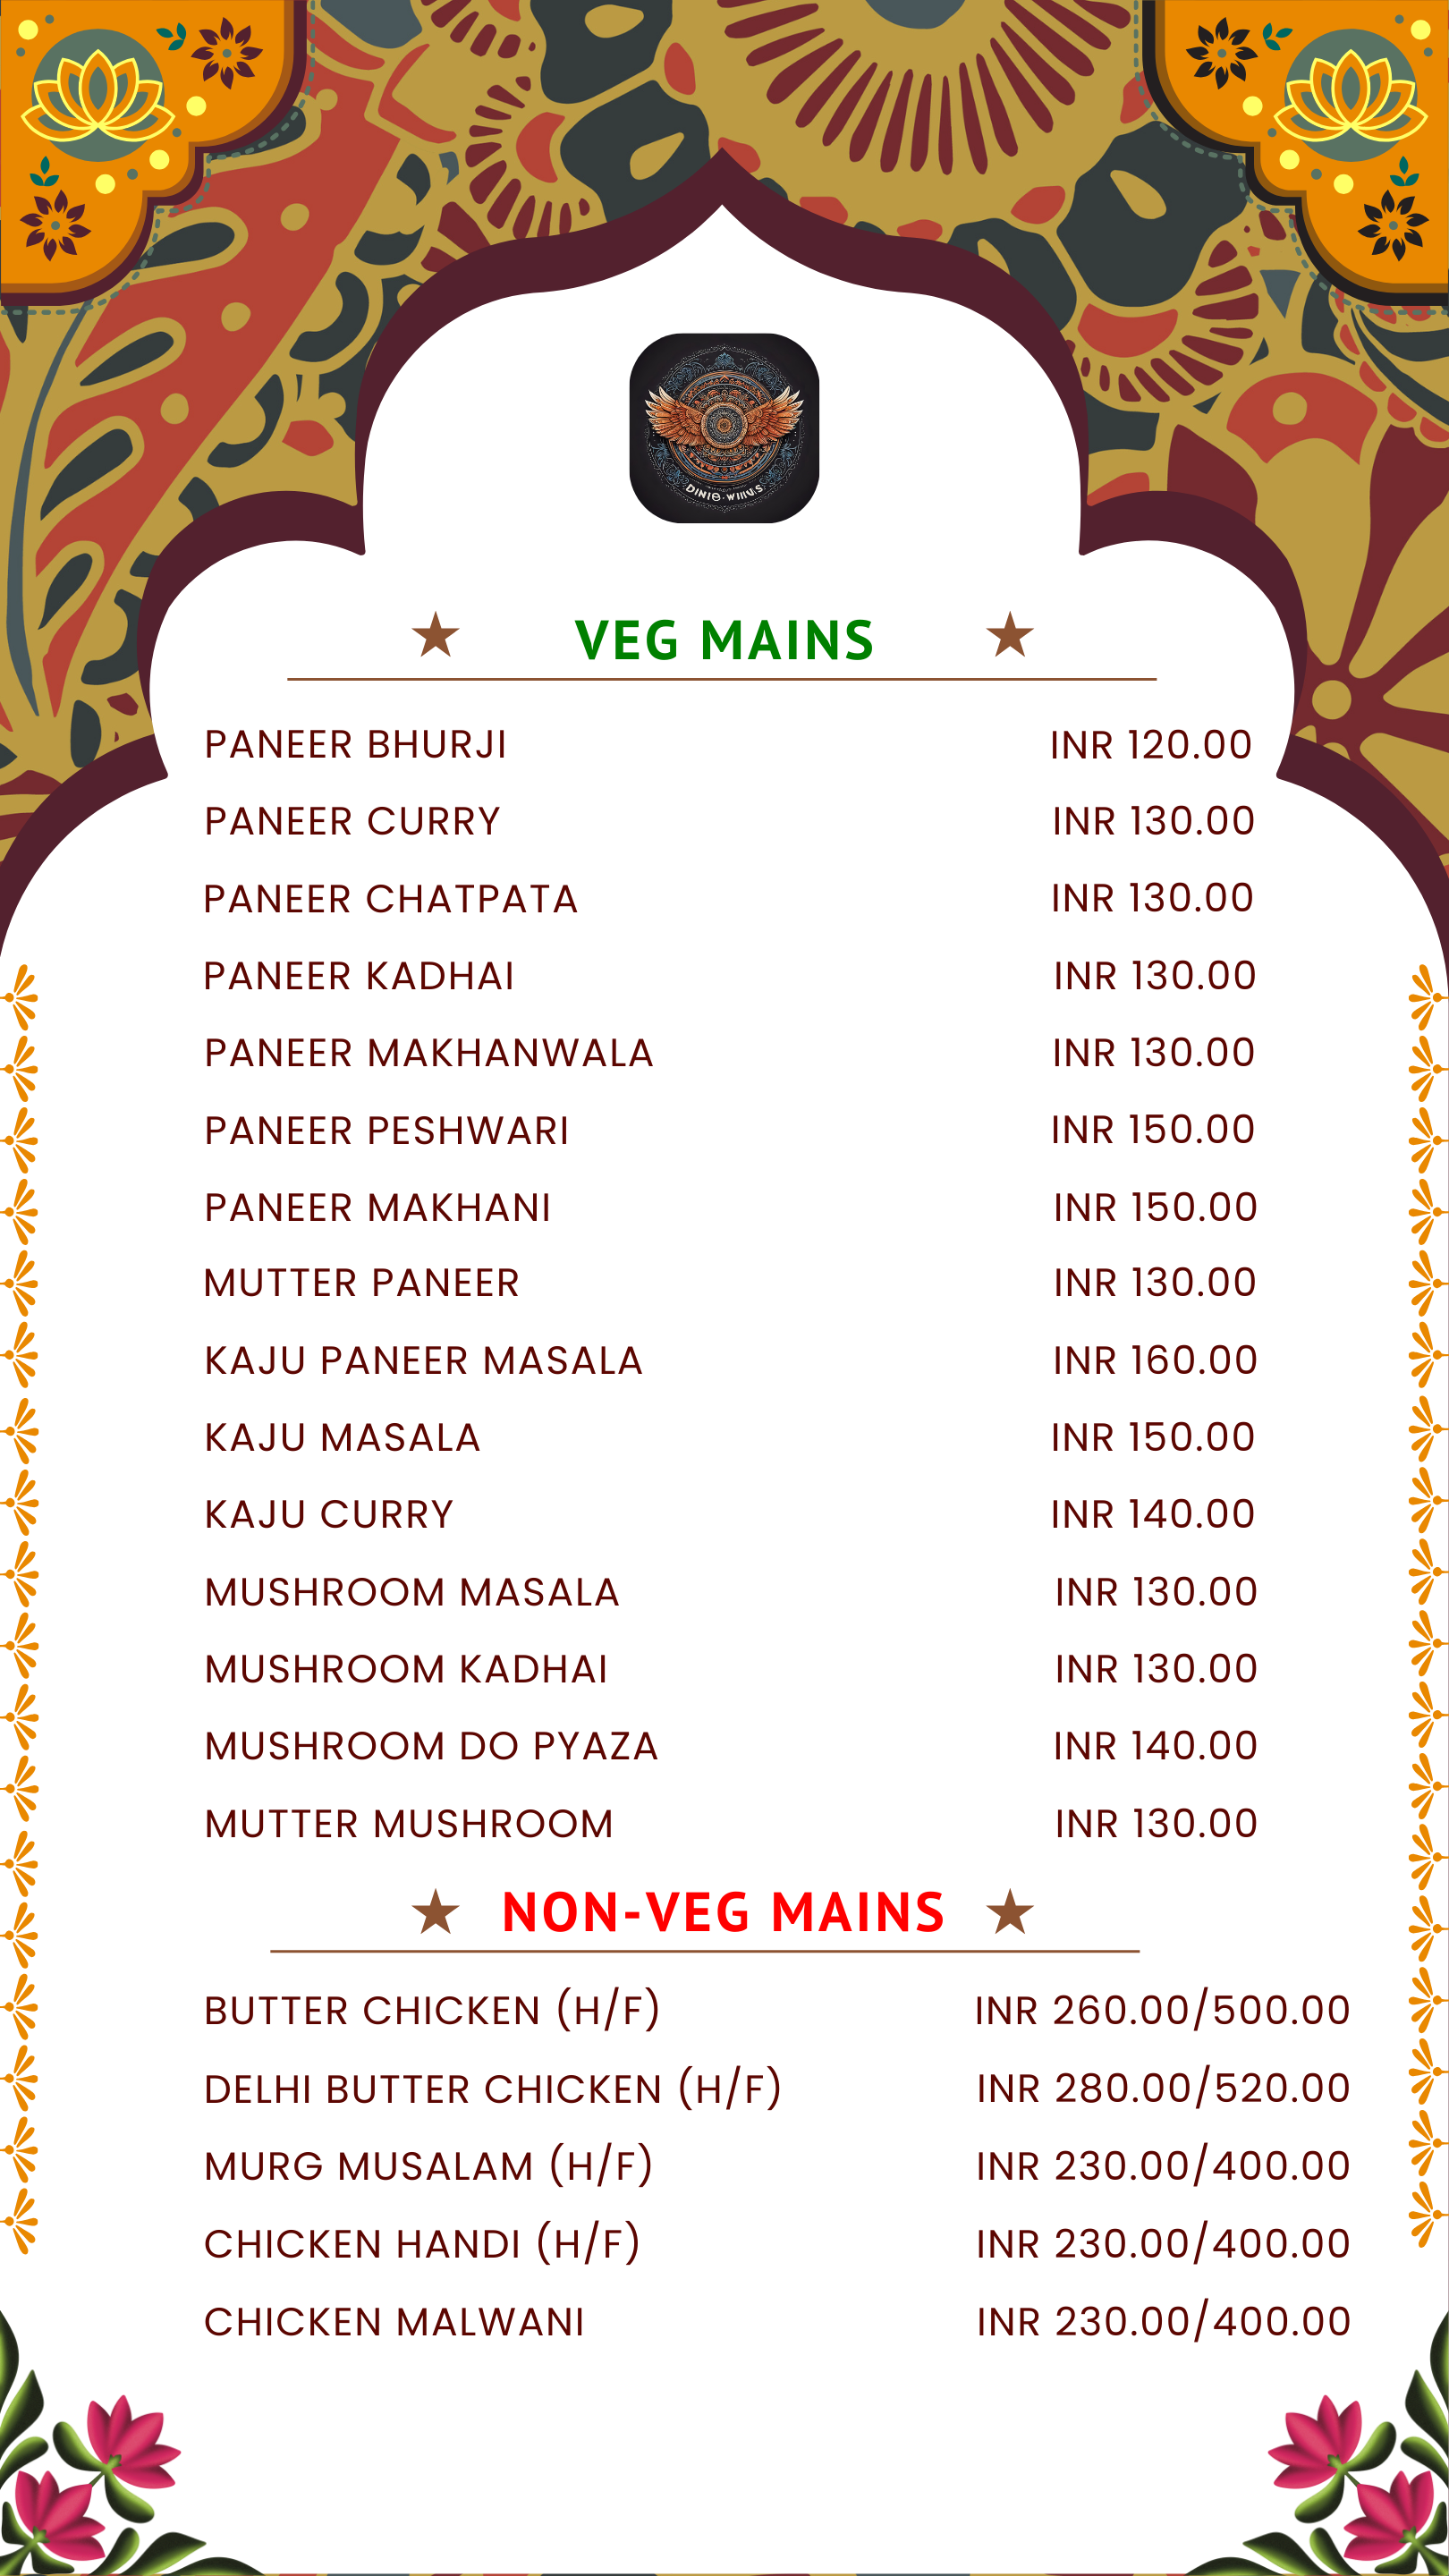 VEG MAINS
PANEER BHURJI INR 120.00
PANEER CURRY INR 130.00
PANEER CHATPATA INR 130.00
PANEER KADHAI INR 130.00
PANEER MAKHANWALA INR 130.00
PANEER PESHWARI INR 150.00
PANEER MAKHANI INR 150.00
MUTTER PANEER INR 130.00
KAJU PANEER MASALA INR 160.00
KAJU MASALA INR 150.00
KAJU CURRY INR 140.00
MUSHROOM MASALA INR 130.00
MUSHROOM KADHAI INR 130.00
MUSHROOM DO PYAZA INR 140.00
MUTTER MUSHROOM INR 130.00
NON-VEG MAINS
BUTTER CHICKEN (H/F) INR 260.00/500.00
DELHI BUTTER CHICKEN (H/F) INR 280.00/520.00
MURG MUSALAM (H/F) INR 230.00/400.00
CHICKEN HANDI (H/F) INR 230.00/400.00
CHICKEN MALWANI INR 230.00/400.00